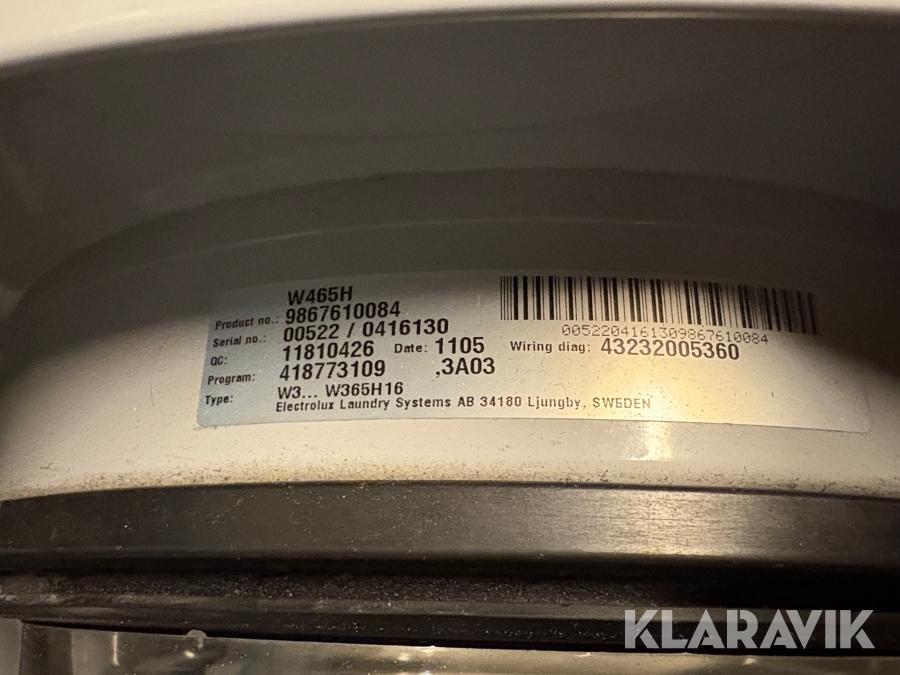 W465H
Product no.: 9867610084
Serial no.: 00522 / 0416130
QC: 11810426 Date: 1105 Wiring diag: 43232005360
Program: 418773109 ,3A03
Type: W3... W365H16
Electrolux Laundry Systems AB 34180 Ljungby, SWEDEN
0052204161309867610084
KLARAVIK